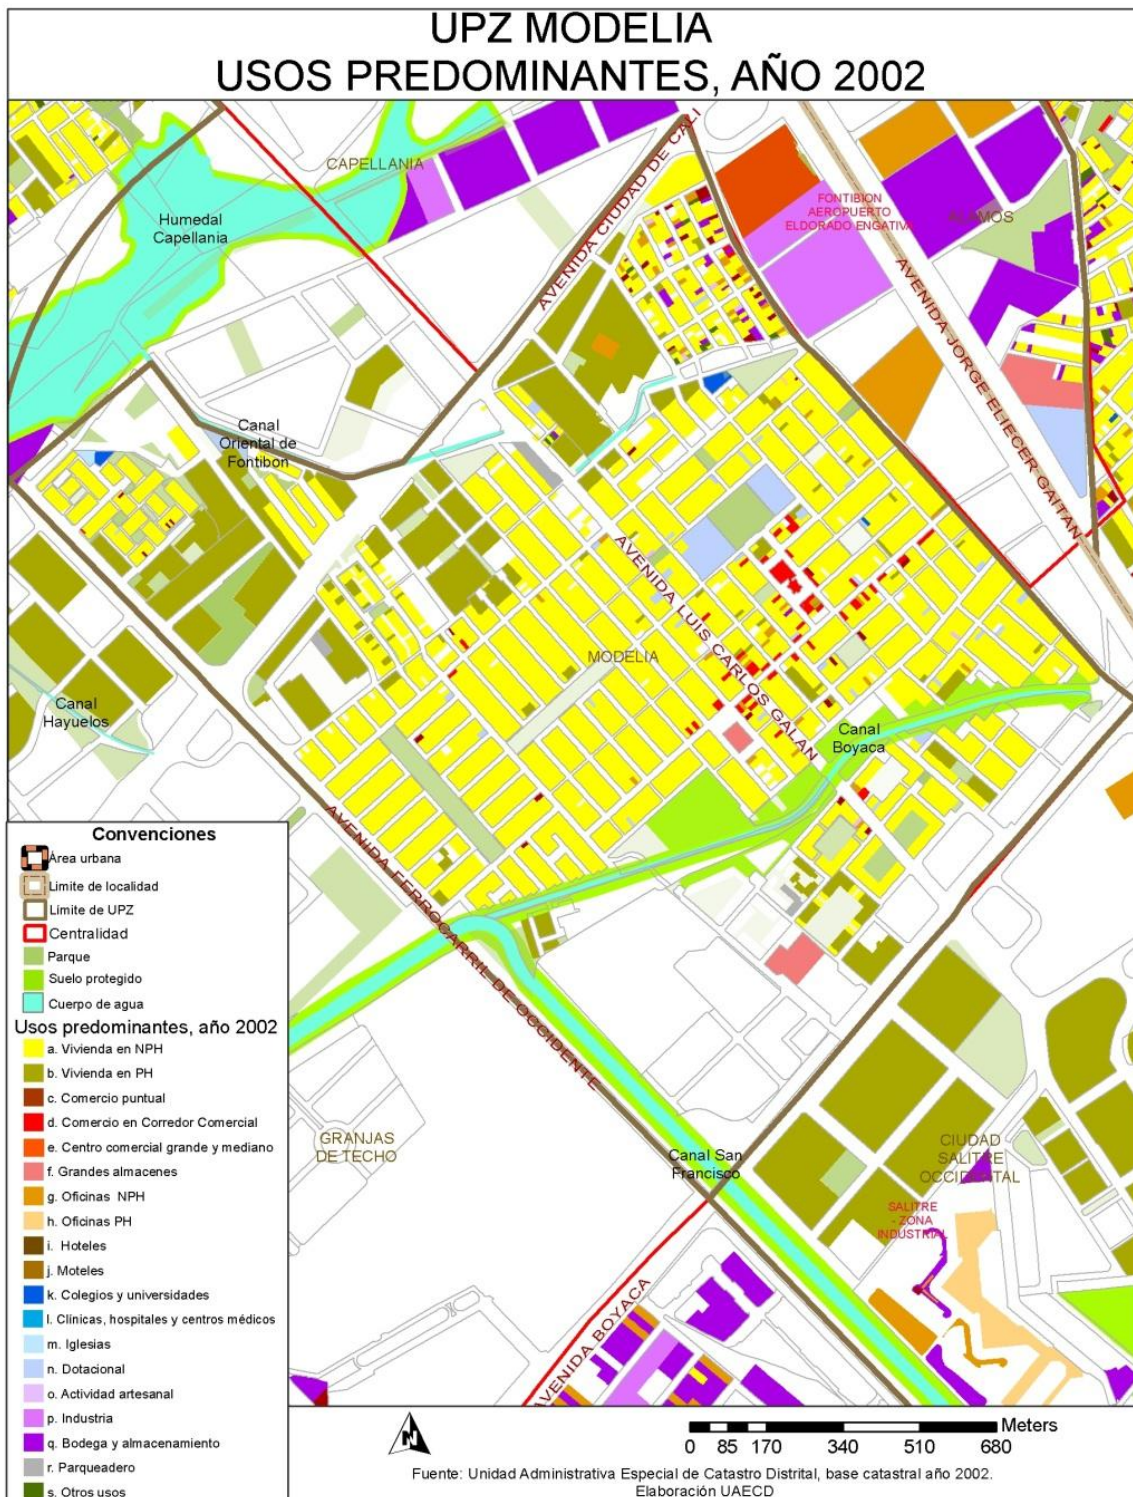 UPZ MODELIA
USOS PREDOMINANTES, AÑO 2002
CAPELLANIA
Humedal
Capellania
AVENIDA CIUDAD DE CALI
FONTIBION
AEROPUERTO
ELDORADO ENGATIVA
ALAMOS
AVENIDA JORGE ELIECER GAITAN
Canal
Oriental de
Fontibon
AVENIDA LUIS CARLOS GALAN
MODELIA
Canal
Hayuelos
Canal
Boyaca
AVENIDA FERROCARRIL DE OCCIDENTE
GRANJAS
DE TECHO
Canal San
Francisco
CIUDAD
SALITRE
OCCIDENTAL
SALITRE
- ZONA
INDUSTRIAL
AVENIDA BOYACA
Convenciones
Área urbana
Limite de localidad
Límite de UPZ
Centralidad
Parque
Suelo protegido
Cuerpo de agua
Usos predominantes, año 2002
a. Vivienda en NPH
b. Vivienda en PH
c. Comercio puntual
d. Comercio en Corredor Comercial
e. Centro comercial grande y mediano
f. Grandes almacenes
g. Oficinas NPH
h. Oficinas PH
i. Hoteles
j. Moteles
k. Colegios y universidades
l. Clínicas, hospitales y centros médicos
m. Iglesias
n. Dotacional
o. Actividad artesanal
p. Industria
q. Bodega y almacenamiento
r. Parqueadero
s. Otros usos
N
Meters
0 85 170 340 510 680
Fuente: Unidad Administrativa Especial de Catastro Distrital, base catastral año 2002.
Elaboración UAECD